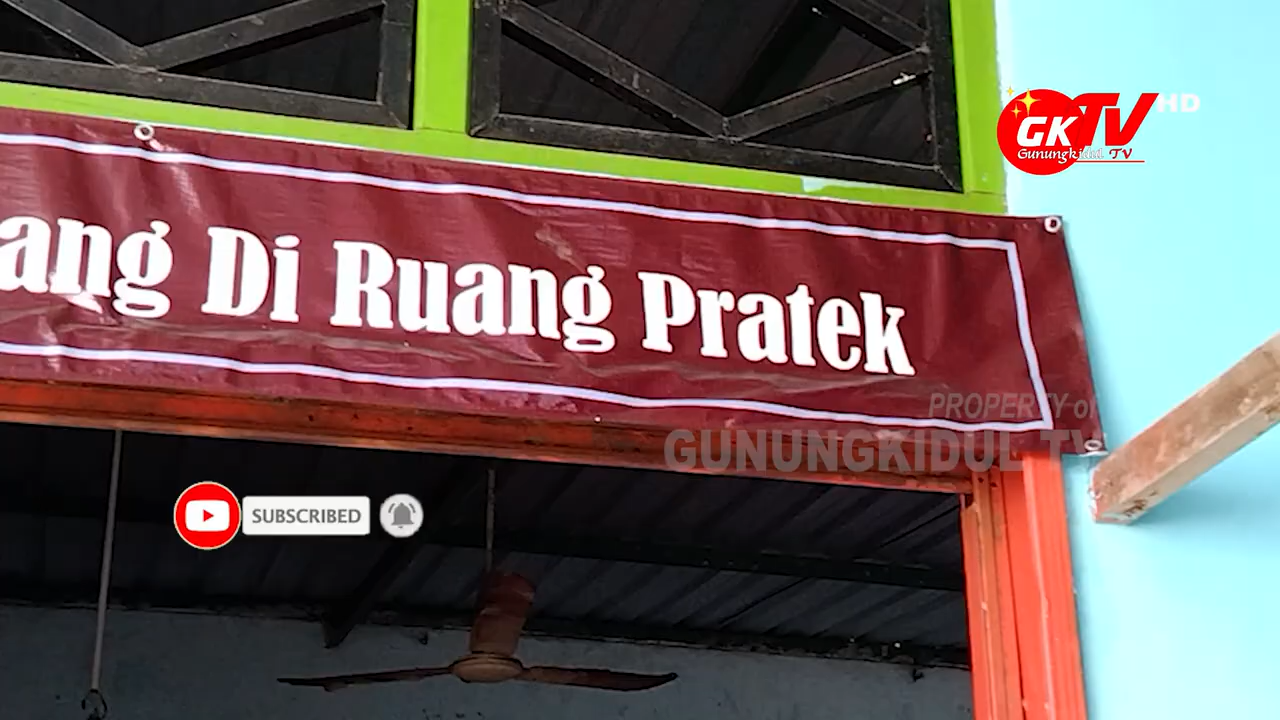 GKTV HD
Gunungkidul TV
ang Di Ruang Pratek
PROPERTY of
GUNUNGKIDUL TV
SUBSCRIBED